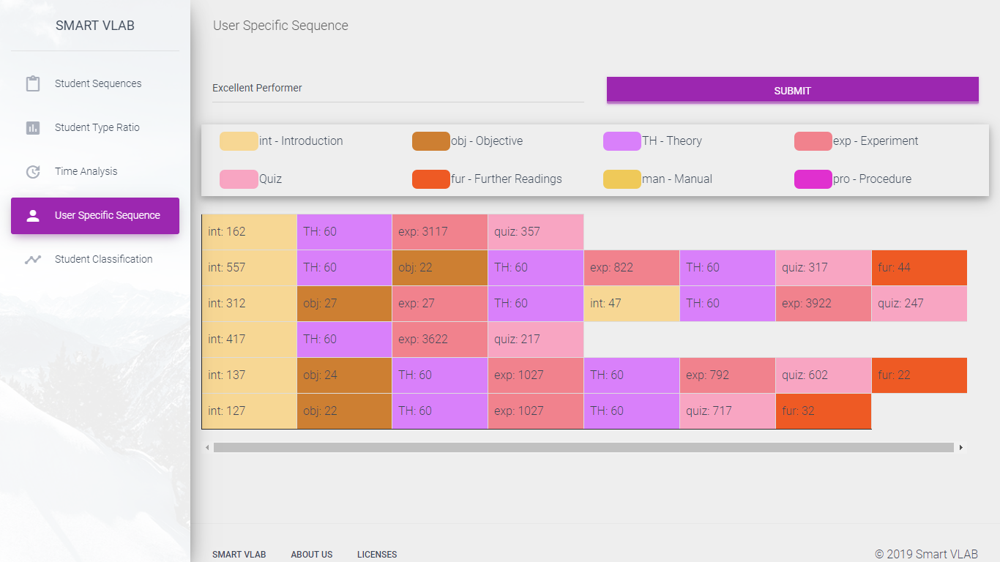 SMART VLAB
Student Sequences
Student Type Ratio
Time Analysis
User Specific Sequence
Student Classification
User Specific Sequence
Excellent Performer
SUBMIT
int - Introduction obj - Objective TH - Theory exp - Experiment
Quiz fur - Further Readings man - Manual pro - Procedure
int: 162 TH: 60 exp: 3117 quiz: 357
int: 557 TH: 60 obj: 22 TH: 60 exp: 822 TH: 60 quiz: 317 fur: 44
int: 312 obj: 27 exp: 27 TH: 60 int: 47 TH: 60 exp: 3922 quiz: 247
int: 417 TH: 60 exp: 3622 quiz: 217
int: 137 obj: 24 TH: 60 exp: 1027 TH: 60 exp: 792 quiz: 602 fur: 22
int: 127 obj: 22 TH: 60 exp: 1027 TH: 60 quiz: 717 fur: 32
SMART VLAB ABOUT US LICENSES © 2019 Smart VLAB